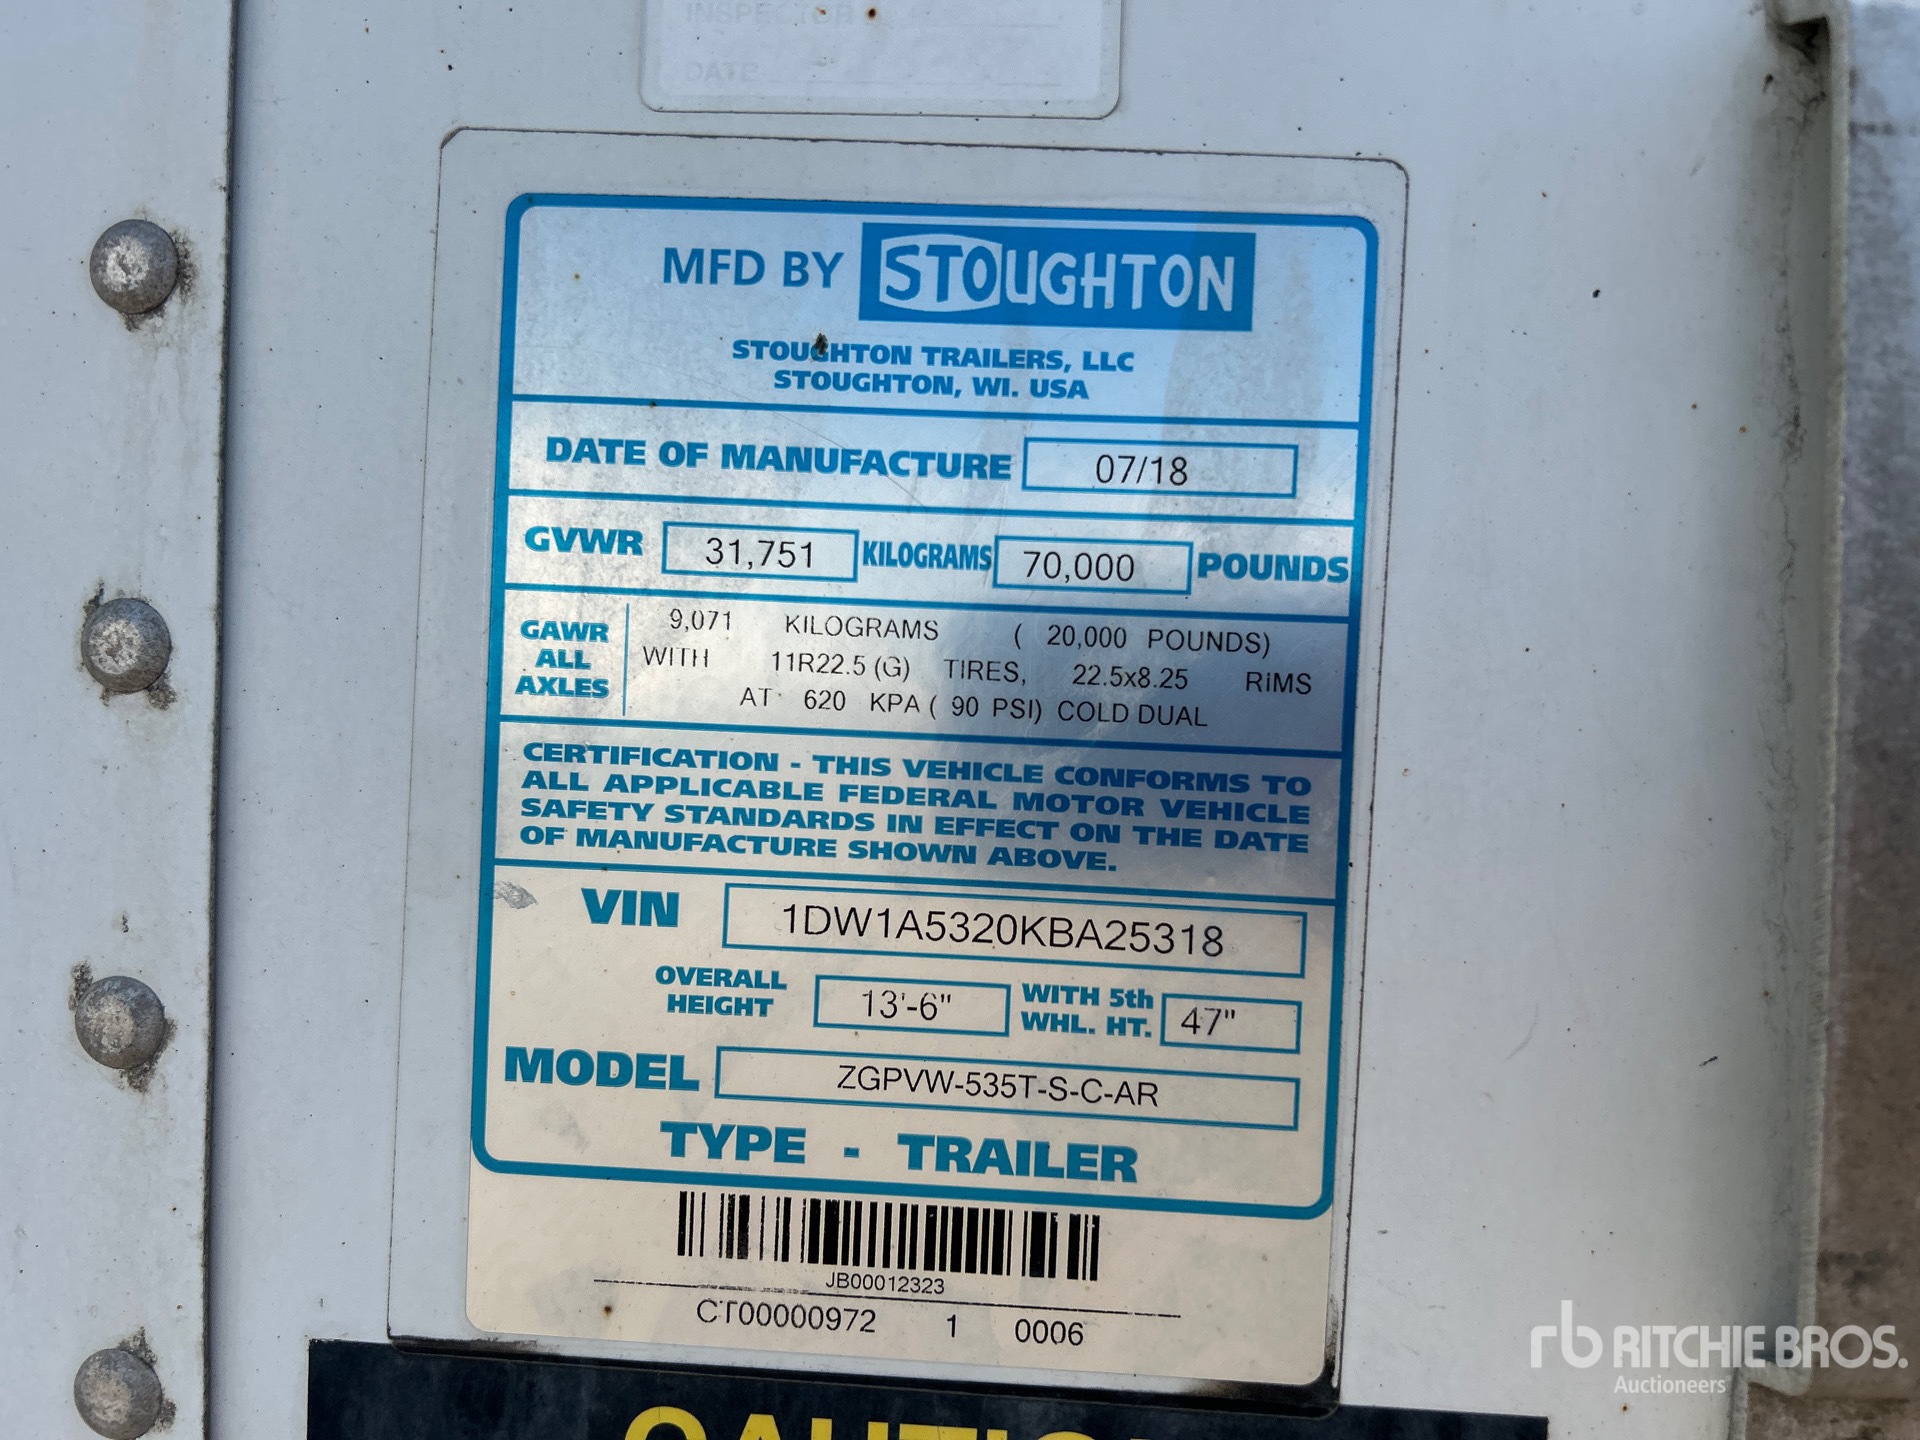 INSPECTOR
DATE
MFD BY STOUGHTON
STOUGHTON TRAILERS, LLC
STOUGHTON, WI. USA
DATE OF MANUFACTURE 07/18
GVWR 31,751 KILOGRAMS 70,000 POUNDS
GAWR ALL AXLES
9,071 KILOGRAMS ( 20,000 POUNDS)
WITH 11R22.5 (G) TIRES, 22.5x8.25 RIMS
AT 620 KPA ( 90 PSI) COLD DUAL
CERTIFICATION - THIS VEHICLE CONFORMS TO
ALL APPLICABLE FEDERAL MOTOR VEHICLE
SAFETY STANDARDS IN EFFECT ON THE DATE
OF MANUFACTURE SHOWN ABOVE.
VIN 1DW1A5320KBA25318
OVERALL HEIGHT 13'-6" WITH 5th WHL. HT. 47"
MODEL ZGPVW-535T-S-C-AR
TYPE - TRAILER
JB00012323
CT00000972 1 0006
CAUTION
rb RITCHIE BROS.
Auctioneers